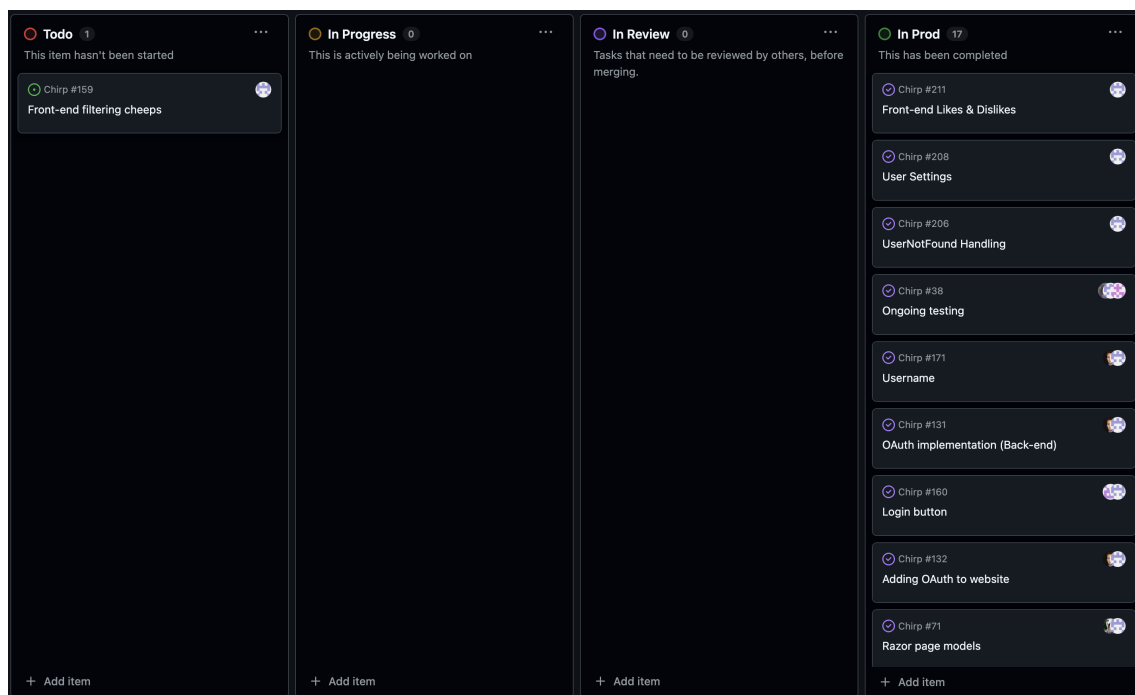 Todo 1
This item hasn't been started
Chirp #159
Front-end filtering cheeps
+ Add item
In Progress 0
This is actively being worked on
+ Add item
In Review 0
Tasks that need to be reviewed by others, before
merging.
+ Add item
In Prod 17
This has been completed
Chirp #211
Front-end Likes & Dislikes
Chirp #208
User Settings
Chirp #206
UserNotFound Handling
Chirp #38
Ongoing testing
Chirp #171
Username
Chirp #131
OAuth implementation (Back-end)
Chirp #160
Login button
Chirp #132
Adding OAuth to website
Chirp #71
Razor page models
+ Add item